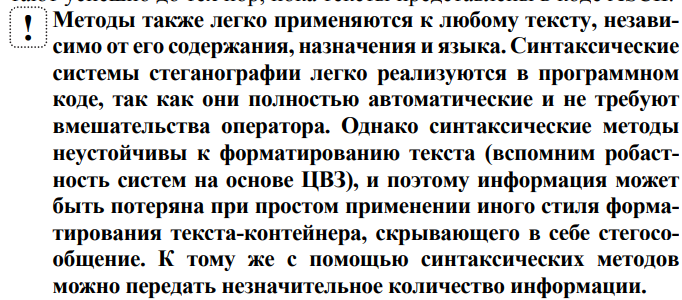 ! Методы также легко применяются к любому тексту, незави-
симо от его содержания, назначения и языка. Синтаксические
системы стеганографии легко реализуются в программном
коде, так как они полностью автоматические и не требуют
вмешательства оператора. Однако синтаксические методы
неустойчивы к форматированию текста (вспомним робаст-
ность систем на основе ЦВЗ), и поэтому информация может
быть потеряна при простом применении иного стиля форма-
тирования текста-контейнера, скрывающего в себе стегосо-
общение. К тому же с помощью синтаксических методов
можно передать незначительное количество информации.